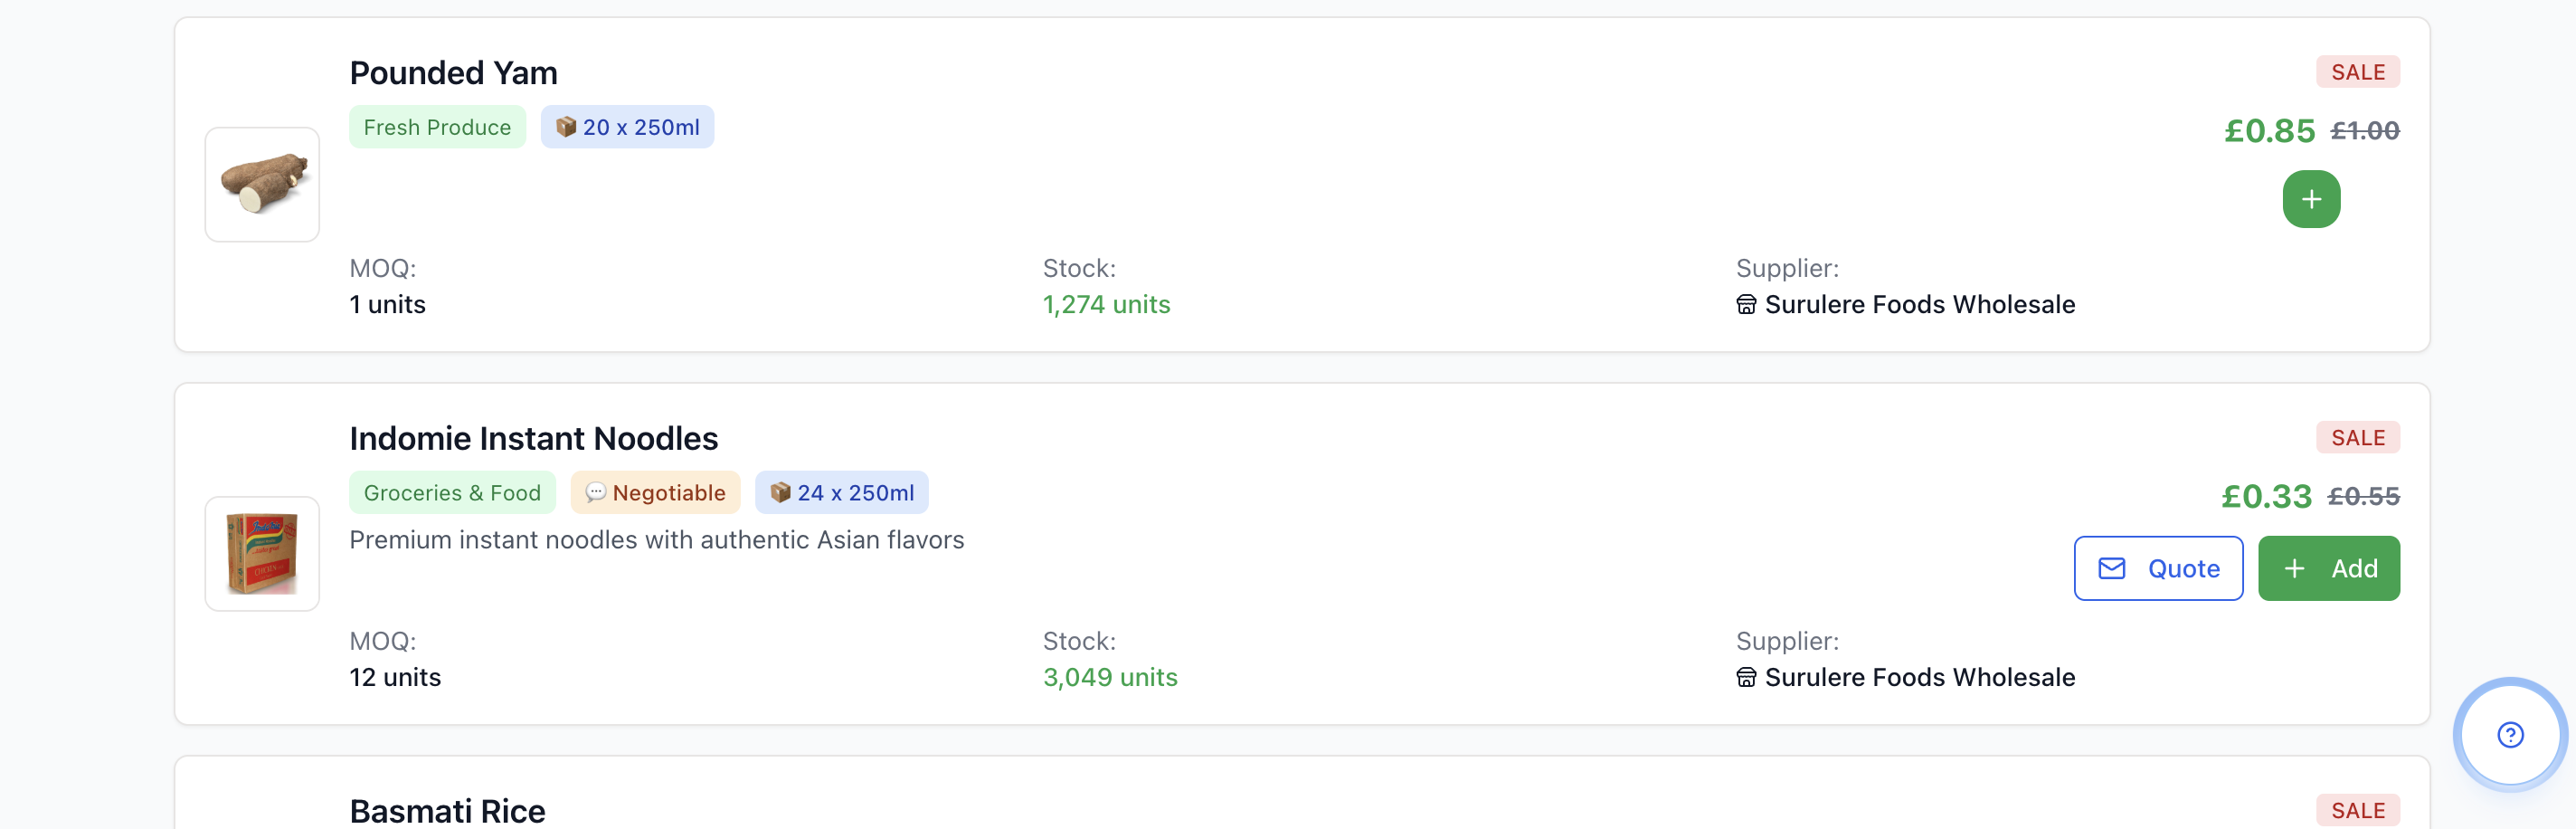 Pounded Yam
SALE
Fresh Produce
20 x 250ml
£0.85 £1.00
MOQ:
Stock:
Supplier:
1 units
1,274 units
Surulere Foods Wholesale
Indomie Instant Noodles
SALE
Groceries & Food
Negotiable
24 x 250ml
£0.33 £0.55
Premium instant noodles with authentic Asian flavors
Quote
Add
MOQ:
Stock:
Supplier:
12 units
3,049 units
Surulere Foods Wholesale
Basmati Rice
SALE